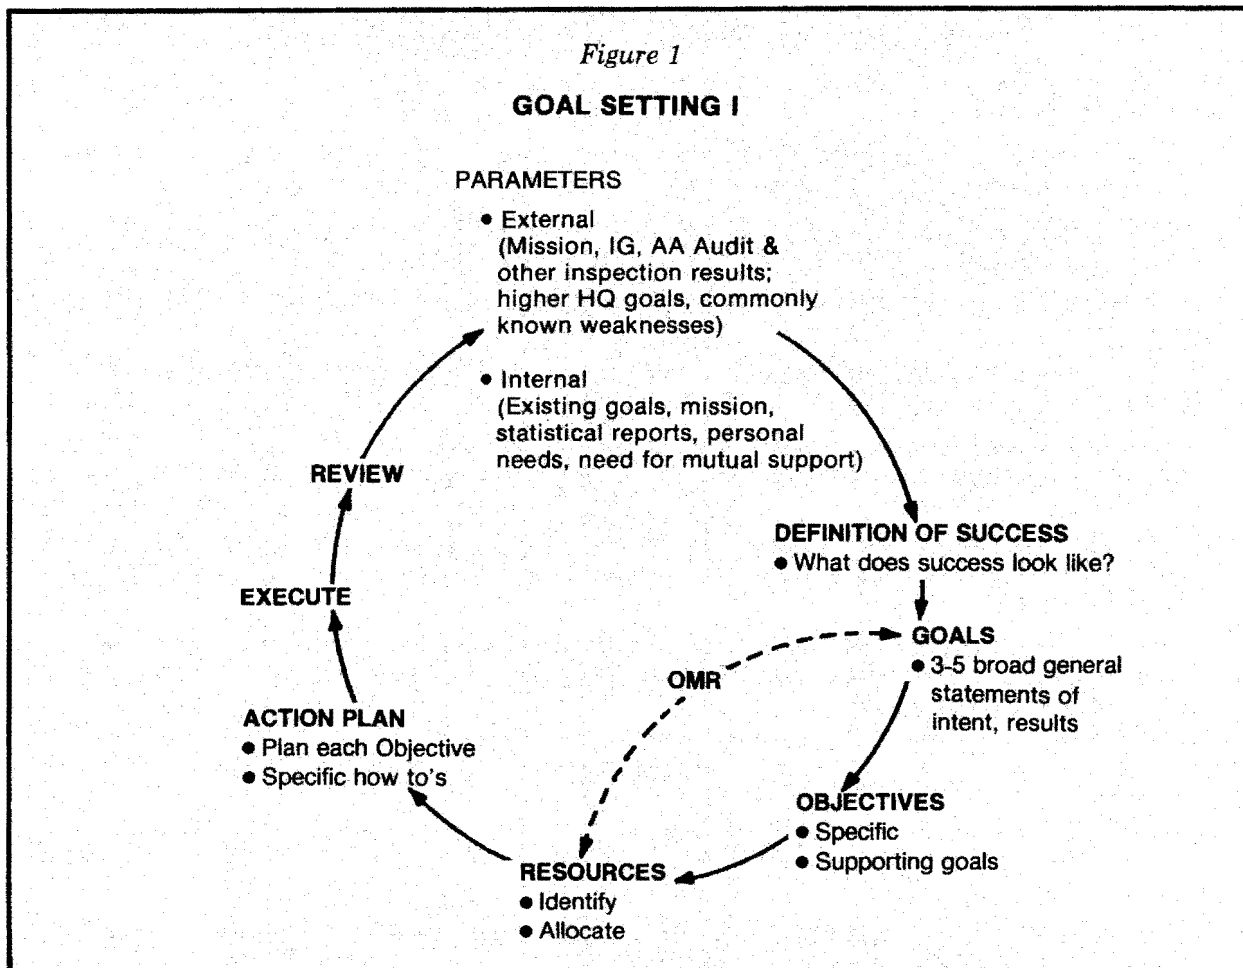 Figure 1
GOAL SETTING I
PARAMETERS
• External
(Mission, IG, AA Audit &
other inspection results;
higher HQ goals, commonly
known weaknesses)
• Internal
(Existing goals, mission,
statistical reports, personal
needs, need for mutual support)
DEFINITION OF SUCCESS
• What does success look like?
GOALS
• 3-5 broad general
statements of
intent, results
OBJECTIVES
• Specific
• Supporting goals
RESOURCES
• Identify
• Allocate
ACTION PLAN
• Plan each Objective
• Specific how to's
EXECUTE
REVIEW
OMR